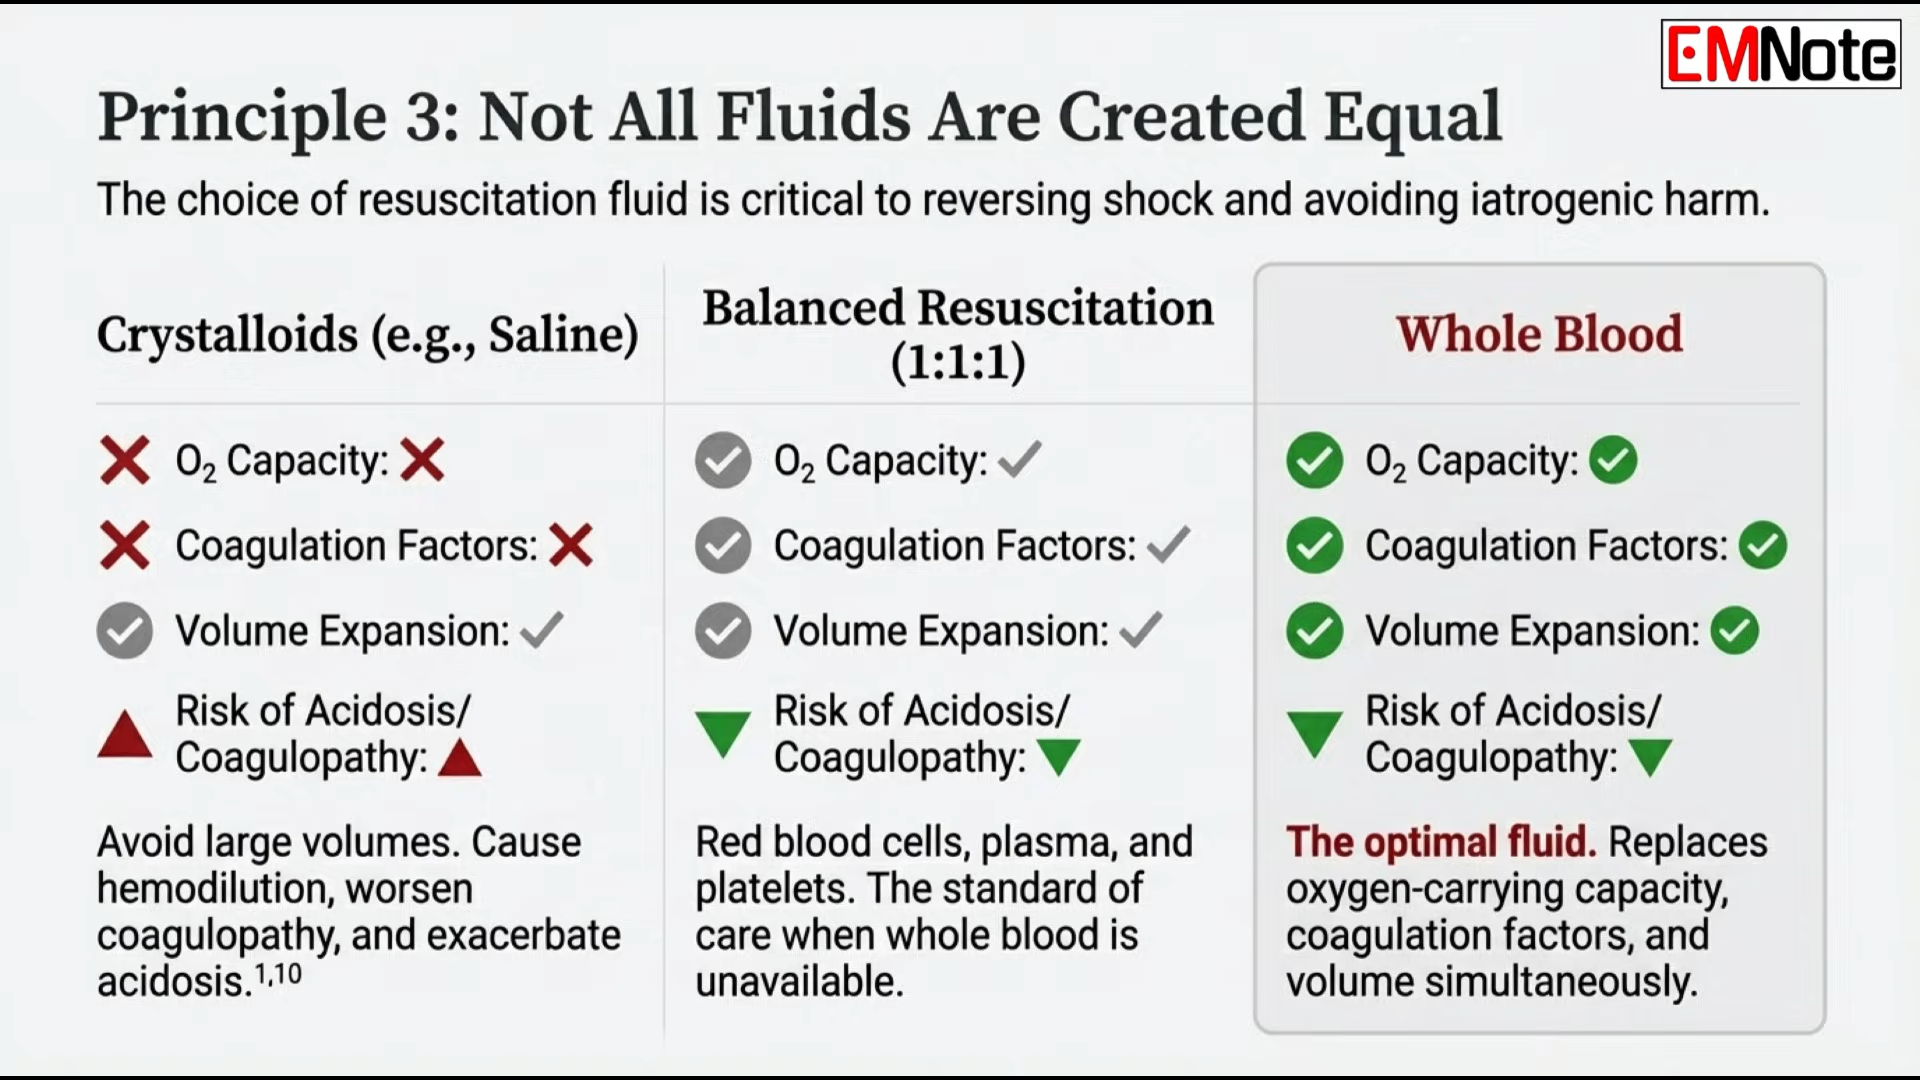 EMNote
Principle 3: Not All Fluids Are Created Equal
The choice of resuscitation fluid is critical to reversing shock and avoiding iatrogenic harm.
Crystalloids (e.g., Saline)
O₂ Capacity:
Coagulation Factors:
Volume Expansion:
Risk of Acidosis/
Coagulopathy:
Avoid large volumes. Cause
hemodilution, worsen
coagulopathy, and exacerbate
acidosis.¹,¹⁰
Balanced Resuscitation
(1:1:1)
O₂ Capacity:
Coagulation Factors:
Volume Expansion:
Risk of Acidosis/
Coagulopathy:
Red blood cells, plasma, and
platelets. The standard of
care when whole blood is
unavailable.
Whole Blood
O₂ Capacity:
Coagulation Factors:
Volume Expansion:
Risk of Acidosis/
Coagulopathy:
The optimal fluid. Replaces
oxygen-carrying capacity,
coagulation factors, and
volume simultaneously.